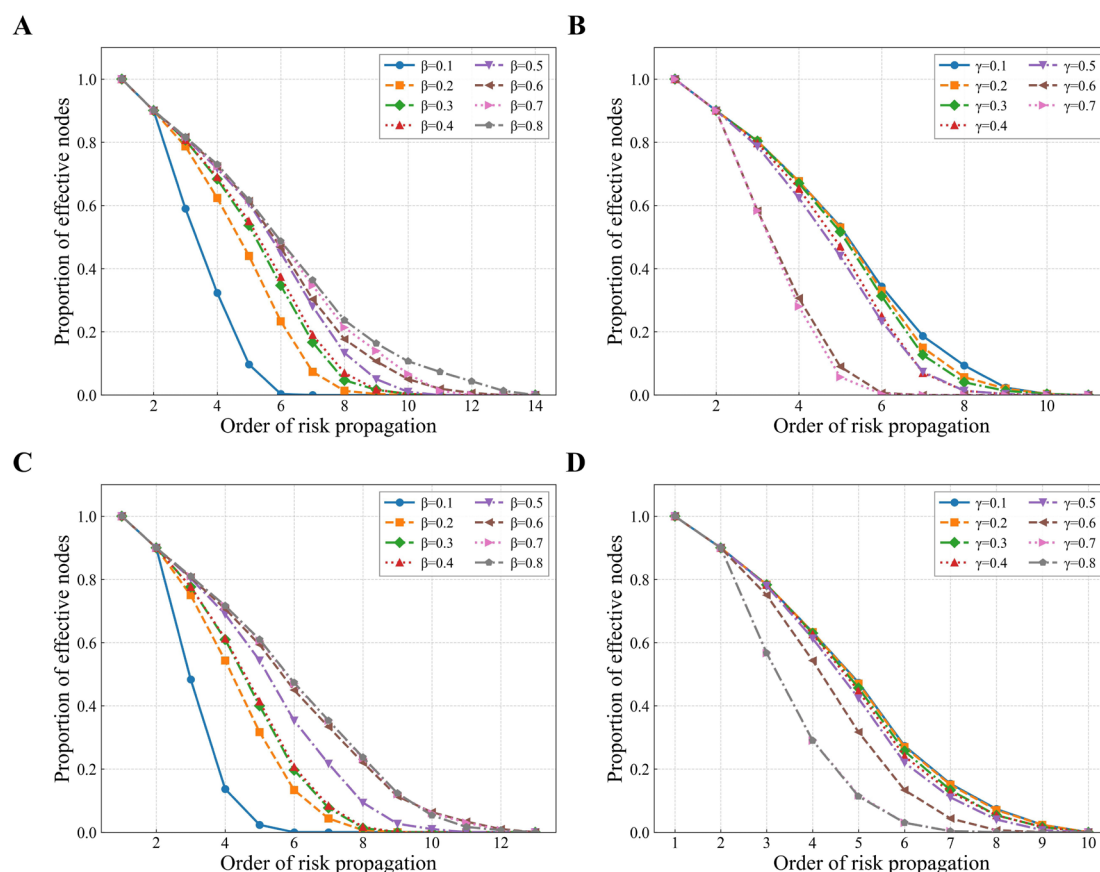 A
B
Proportion of effective nodes
1.0
0.8
0.6
0.4
0.2
0.0
β=0.1 β=0.5
β=0.2 β=0.6
β=0.3 β=0.7
β=0.4 β=0.8
2 4 6 8 10 12 14
Order of risk propagation
Proportion of effective nodes
1.0
0.8
0.6
0.4
0.2
0.0
γ=0.1 γ=0.5
γ=0.2 γ=0.6
γ=0.3 γ=0.7
γ=0.4
2 4 6 8 10
Order of risk propagation
C
D
Proportion of effective nodes
1.0
0.8
0.6
0.4
0.2
0.0
β=0.1 β=0.5
β=0.2 β=0.6
β=0.3 β=0.7
β=0.4 β=0.8
2 4 6 8 10 12
Order of risk propagation
Proportion of effective nodes
1.0
0.8
0.6
0.4
0.2
0.0
γ=0.1 γ=0.5
γ=0.2 γ=0.6
γ=0.3 γ=0.7
γ=0.4 γ=0.8
1 2 3 4 5 6 7 8 9 10
Order of risk propagation